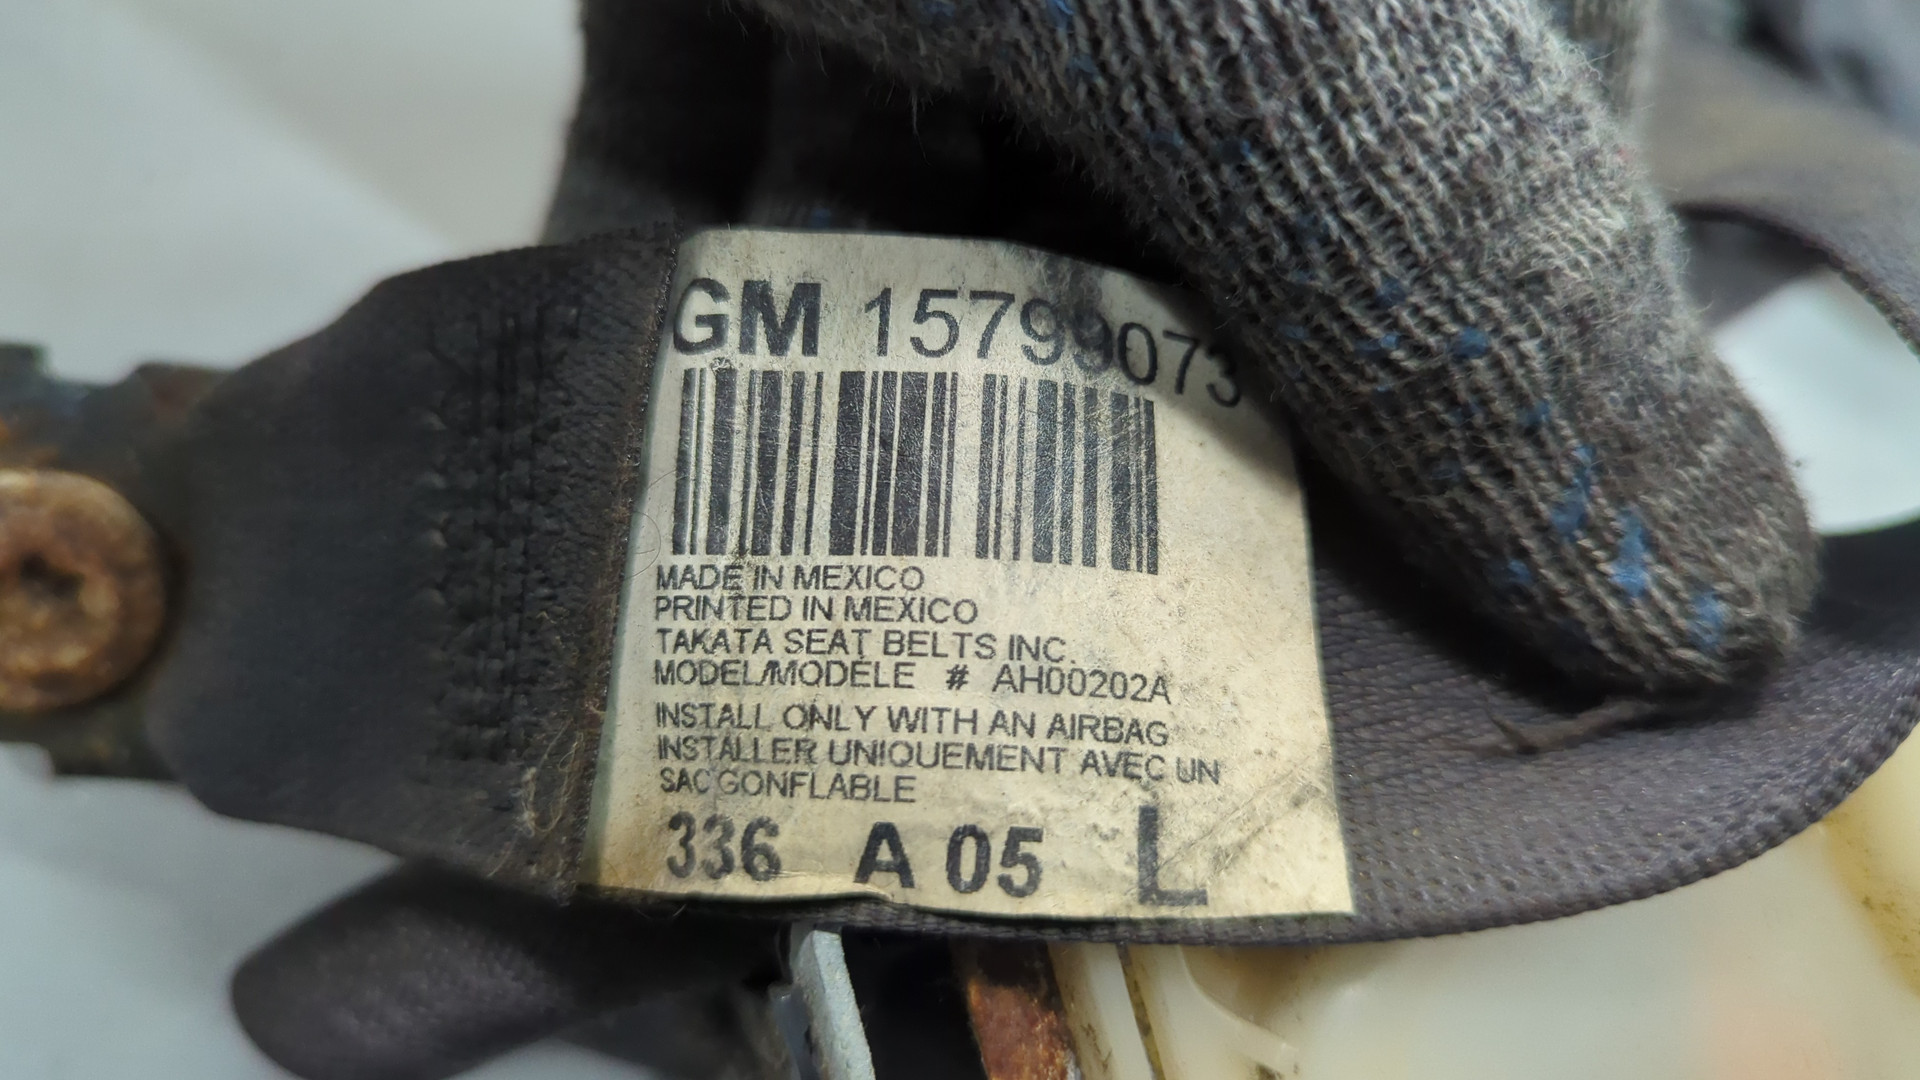 GM 15799073
MADE IN MEXICO
PRINTED IN MEXICO
TAKATA SEAT BELTS INC.
MODEL/MODÉLE # AH00202A
INSTALL ONLY WITH AN AIRBAG
INSTALLER UNIQUEMENT AVEC UN
SAC GONFLABLE
336 A 05 L